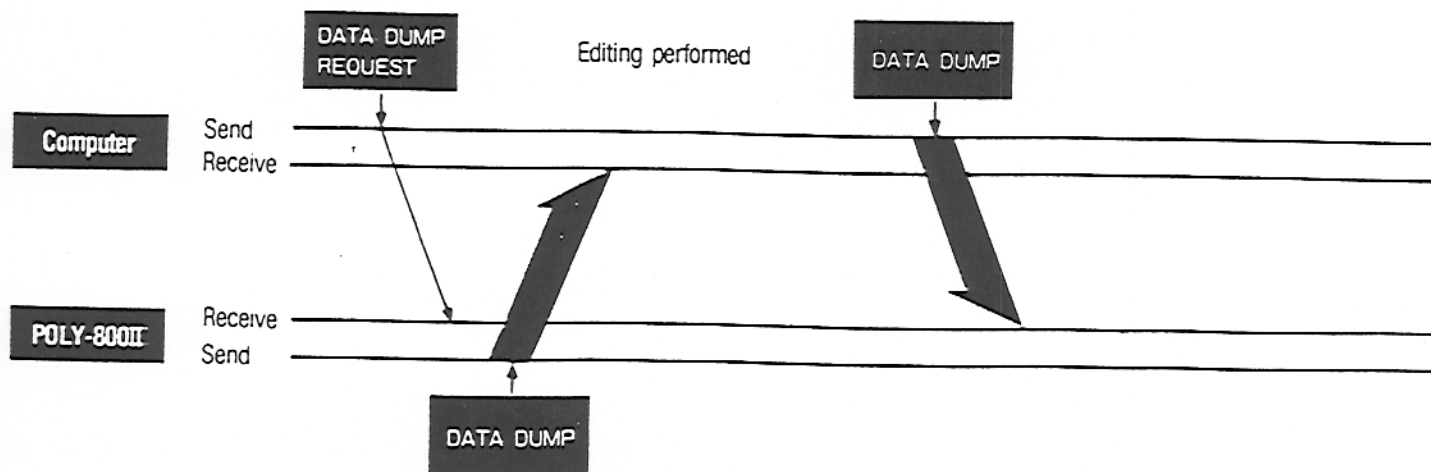 DATA DUMP
REQUEST
Editing performed
DATA DUMP
Computer
Send
Receive
POLY-800II
Receive
Send
DATA DUMP